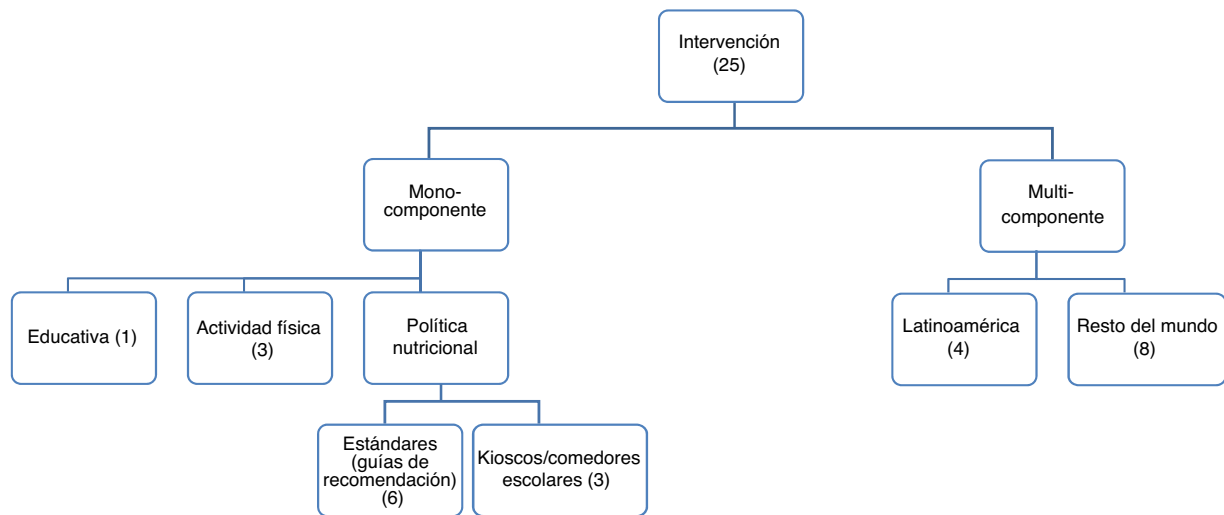 Intervención
(25)
Mono-
componente
Multi-
componente
Educativa (1)
Actividad física
(3)
Política
nutricional
Latinoamérica
(4)
Resto del mundo
(8)
Estándares
(guías de
recomendación)
(6)
Kioscos/comedores
escolares (3)